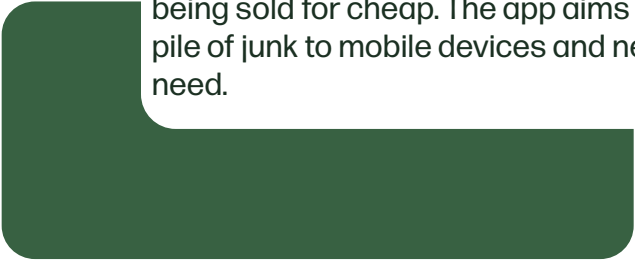 being sold for cheap. The app aims
pile of junk to mobile devices and
need.